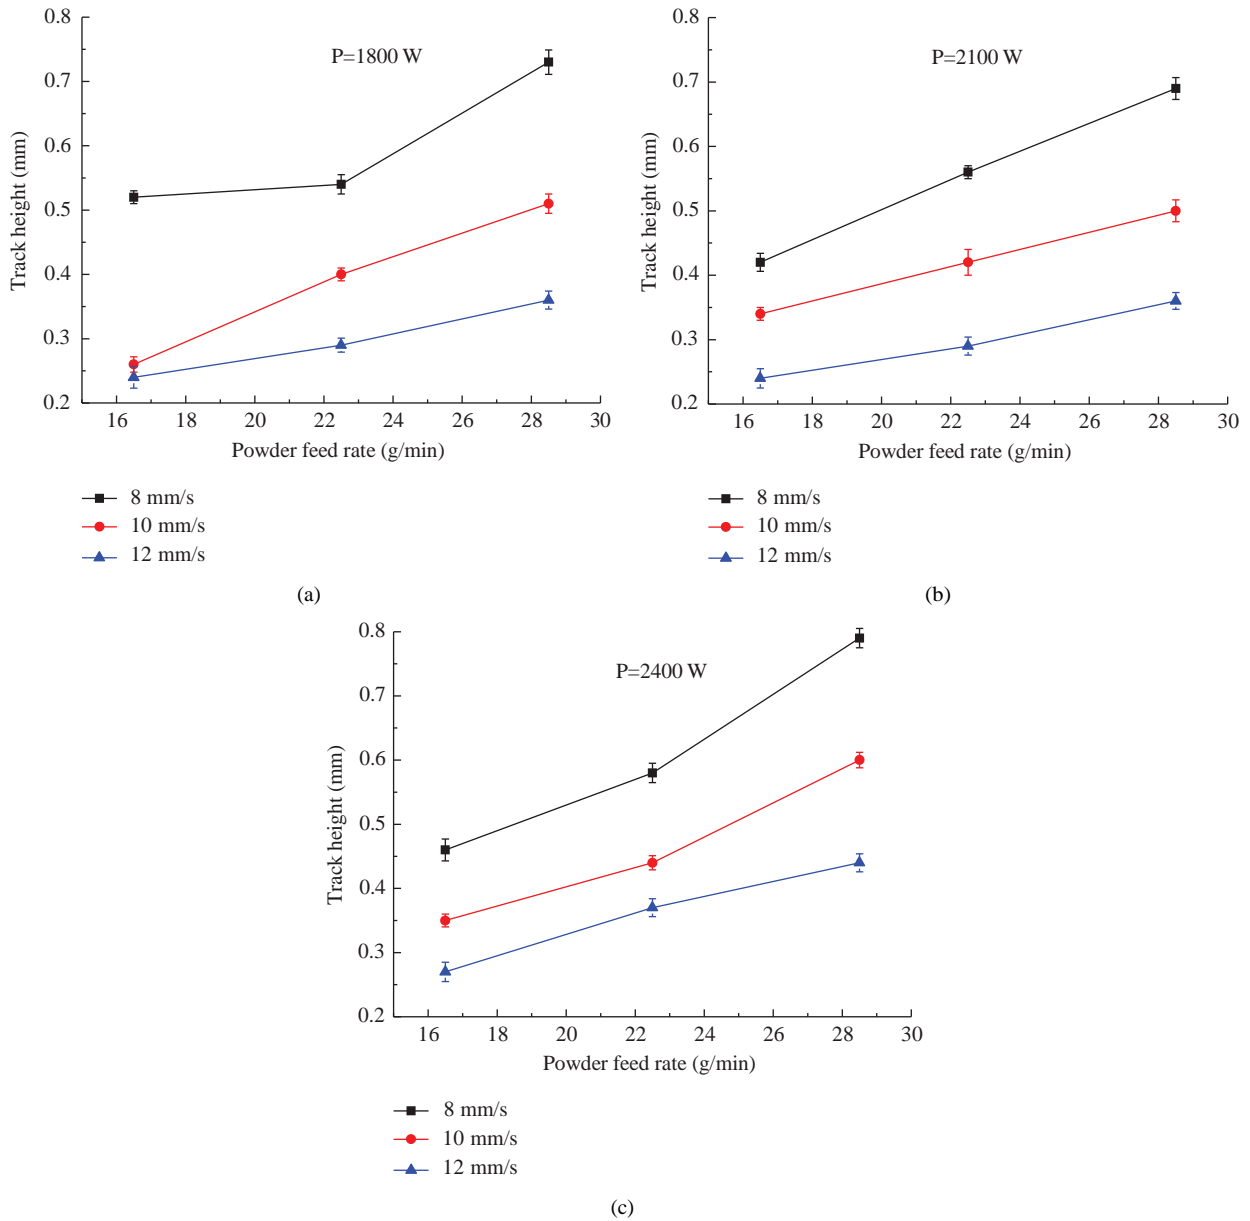 P=1800 W
Track height (mm)
0.8
0.7
0.6
0.5
0.4
0.3
0.2
16 18 20 22 24 26 28 30
Powder feed rate (g/min)
8 mm/s
10 mm/s
12 mm/s
(a)
P=2100 W
Track height (mm)
0.8
0.7
0.6
0.5
0.4
0.3
0.2
16 18 20 22 24 26 28 30
Powder feed rate (g/min)
8 mm/s
10 mm/s
12 mm/s
(b)
P=2400 W
Track height (mm)
0.8
0.7
0.6
0.5
0.4
0.3
0.2
16 18 20 22 24 26 28 30
Powder feed rate (g/min)
8 mm/s
10 mm/s
12 mm/s
(c)